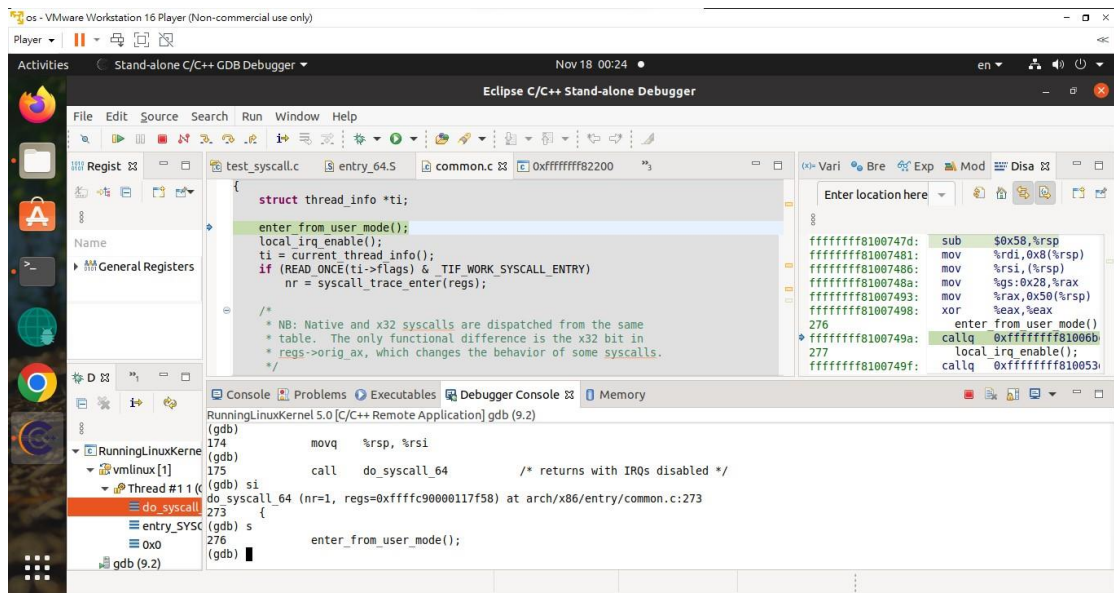 os - VMware Workstation 16 Player (Non-commercial use only)
Player
Activities
Stand-alone C/C++ GDB Debugger
Nov 18 00:24
en
Eclipse C/C++ Stand-alone Debugger
File Edit Source Search Run Window Help
Regist
Name
General Registers
test_syscall.c entry_64.S common.c 0xffffffff82200 »3
{
struct thread_info *ti;
enter_from_user_mode();
local_irq_enable();
ti = current_thread_info();
if (READ_ONCE(ti->flags) & _TIF_WORK_SYSCALL_ENTRY)
nr = syscall_trace_enter(regs);
/*
* NB: Native and x32 syscalls are dispatched from the same
* table. The only functional difference is the x32 bit in
* regs->orig_ax, which changes the behavior of some syscalls.
*/
(x)= Vari Bre Exp Mod Disa
Enter location here
ffffffff8100747d: sub $0x58,%rsp
ffffffff81007481: mov %rdi,0x8(%rsp)
ffffffff81007486: mov %rsi,(%rsp)
ffffffff8100748a: mov %gs:0x28,%rax
ffffffff81007493: mov %rax,0x50(%rsp)
ffffffff81007498: xor %eax,%eax
276 enter_from_user_mode()
ffffffff8100749a: callq 0xffffffff81006b
277 local_irq_enable();
ffffffff8100749f: callq 0xffffffff810053
D »1
RunningLinuxKerne
vmlinux [1]
Thread #1 1 (
do_syscall
entry_SYSC
0x0
gdb (9.2)
Console Problems Executables Debugger Console Memory
RunningLinuxKernel 5.0 [C/C++ Remote Application] gdb (9.2)
(gdb)
174 movq %rsp, %rsi
(gdb)
175 call do_syscall_64 /* returns with IRQs disabled */
(gdb) si
do_syscall_64 (nr=1, regs=0xffffc90000117f58) at arch/x86/entry/common.c:273
273 {
(gdb) s
276 enter_from_user_mode();
(gdb)